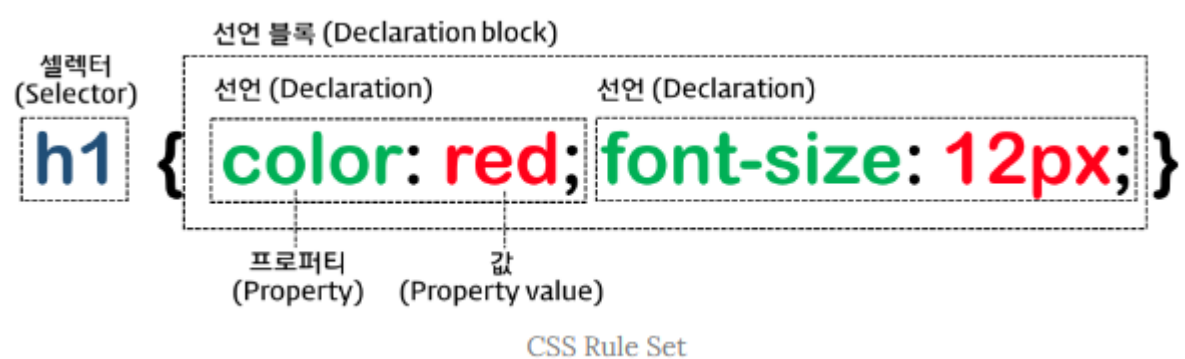 선언 블록 (Declaration block)
셀렉터
(Selector)
선언 (Declaration)
선언 (Declaration)
h1 { color: red; font-size: 12px; }
프로퍼티
(Property)
값
(Property value)
CSS Rule Set